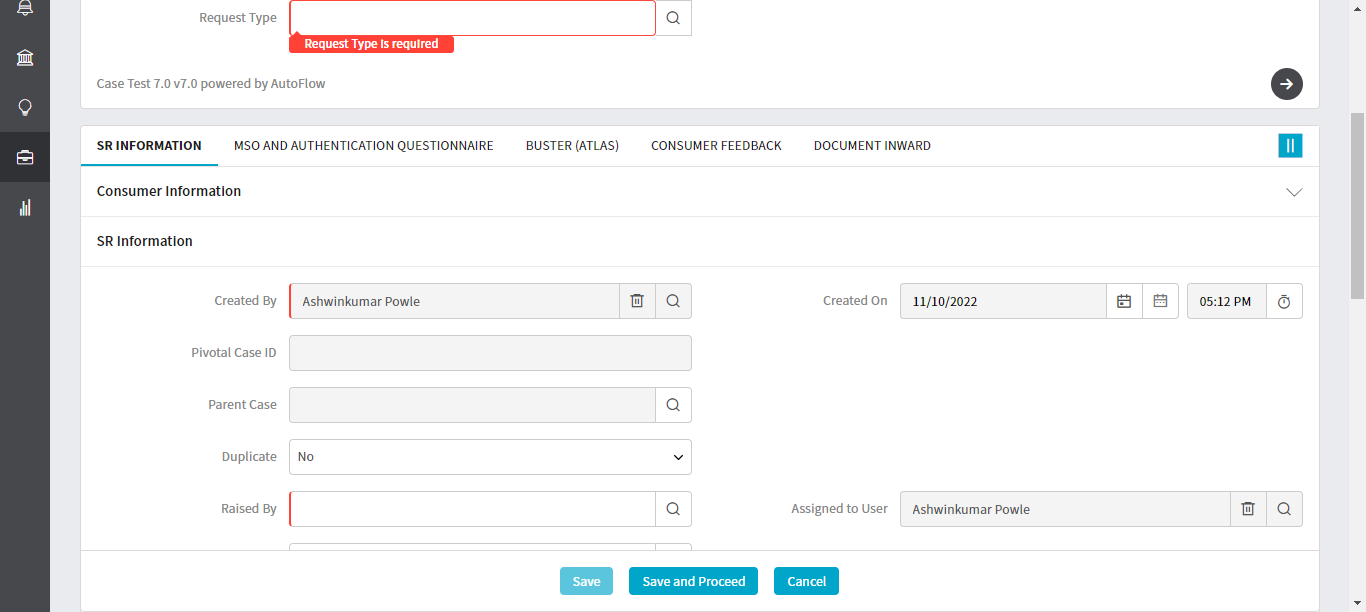 Request Type
Request Type is required
Case Test 7.0 v7.0 powered by AutoFlow
SR INFORMATION MSO AND AUTHENTICATION QUESTIONNAIRE BUSTER (ATLAS) CONSUMER FEEDBACK DOCUMENT INWARD
Consumer Information
SR Information
Created By Ashwinkumar Powle Created On 11/10/2022 05:12 PM
Pivotal Case ID
Parent Case
Duplicate No
Raised By Assigned to User Ashwinkumar Powle
Save Save and Proceed Cancel